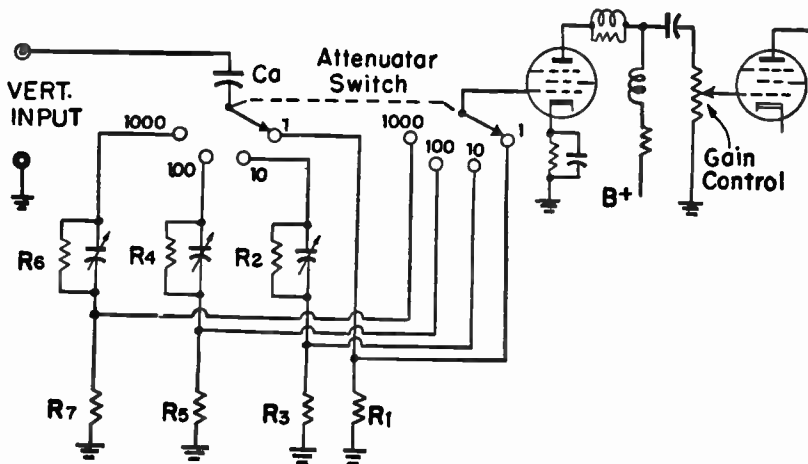 Ca
Attenuatar
Switch
VERT.
INPUT
1000
1
100
10
1000
100
10
1
Gain
Control
B+
R6
R4
R2
R7
R5
R3
R1